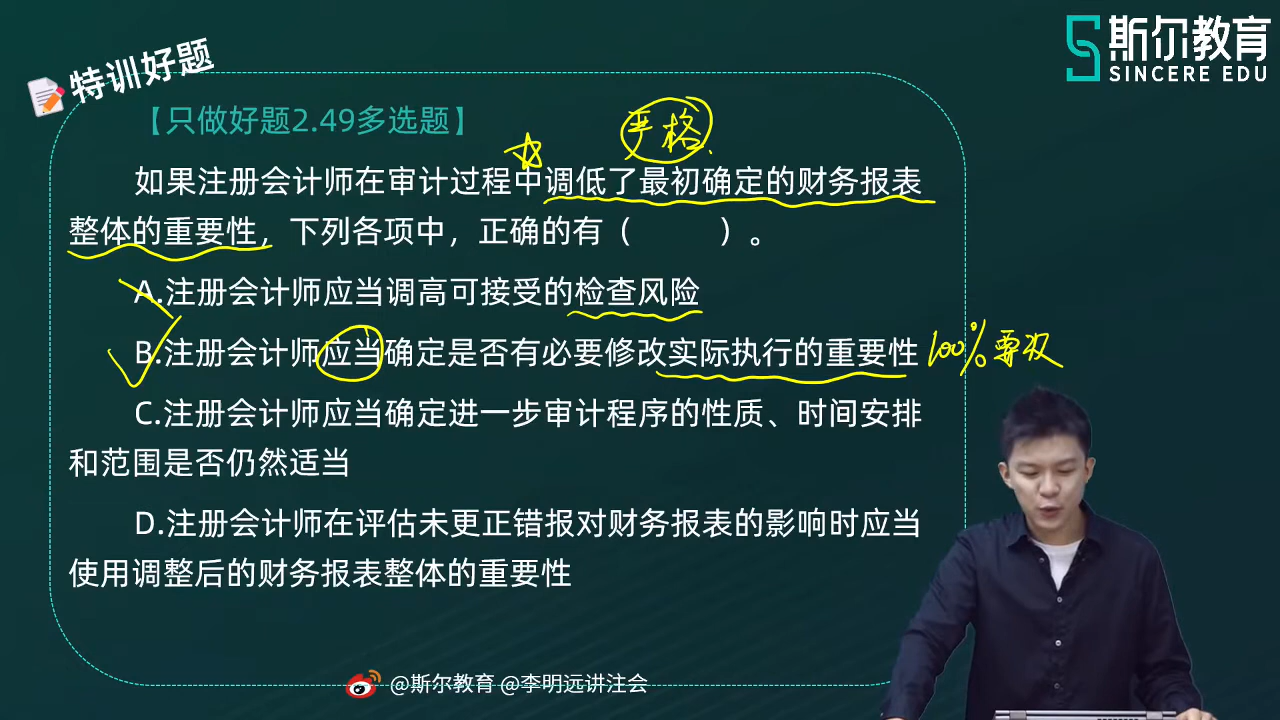 斯尔教育
SINCERE EDU
特训好题
【只做好题2.49多选题】
严格
如果注册会计师在审计过程中调低了最初确定的财务报表
整体的重要性，下列各项中，正确的有（ ）。
A.注册会计师应当调高可接受的检查风险
B.注册会计师应当确定是否有必要修改实际执行的重要性
100%要改
C.注册会计师应当确定进一步审计程序的性质、时间安排
和范围是否仍然适当
D.注册会计师在评估未更正错报对财务报表的影响时应当
使用调整后的财务报表整体的重要性
@斯尔教育 @李明远讲注会